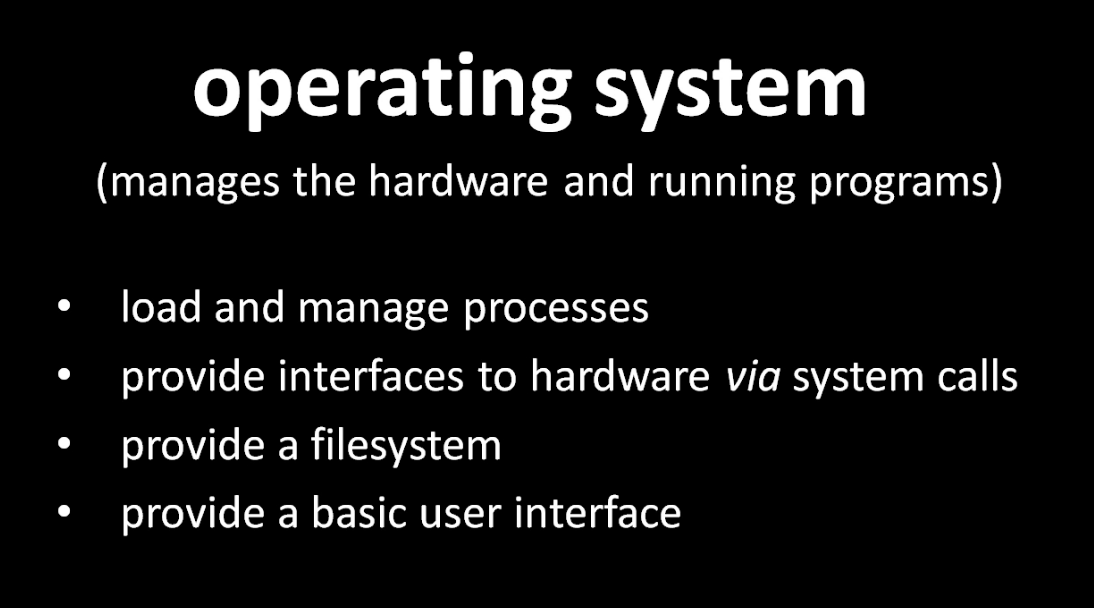 operating system
(manages the hardware and running programs)
• load and manage processes
• provide interfaces to hardware via system calls
• provide a filesystem
• provide a basic user interface